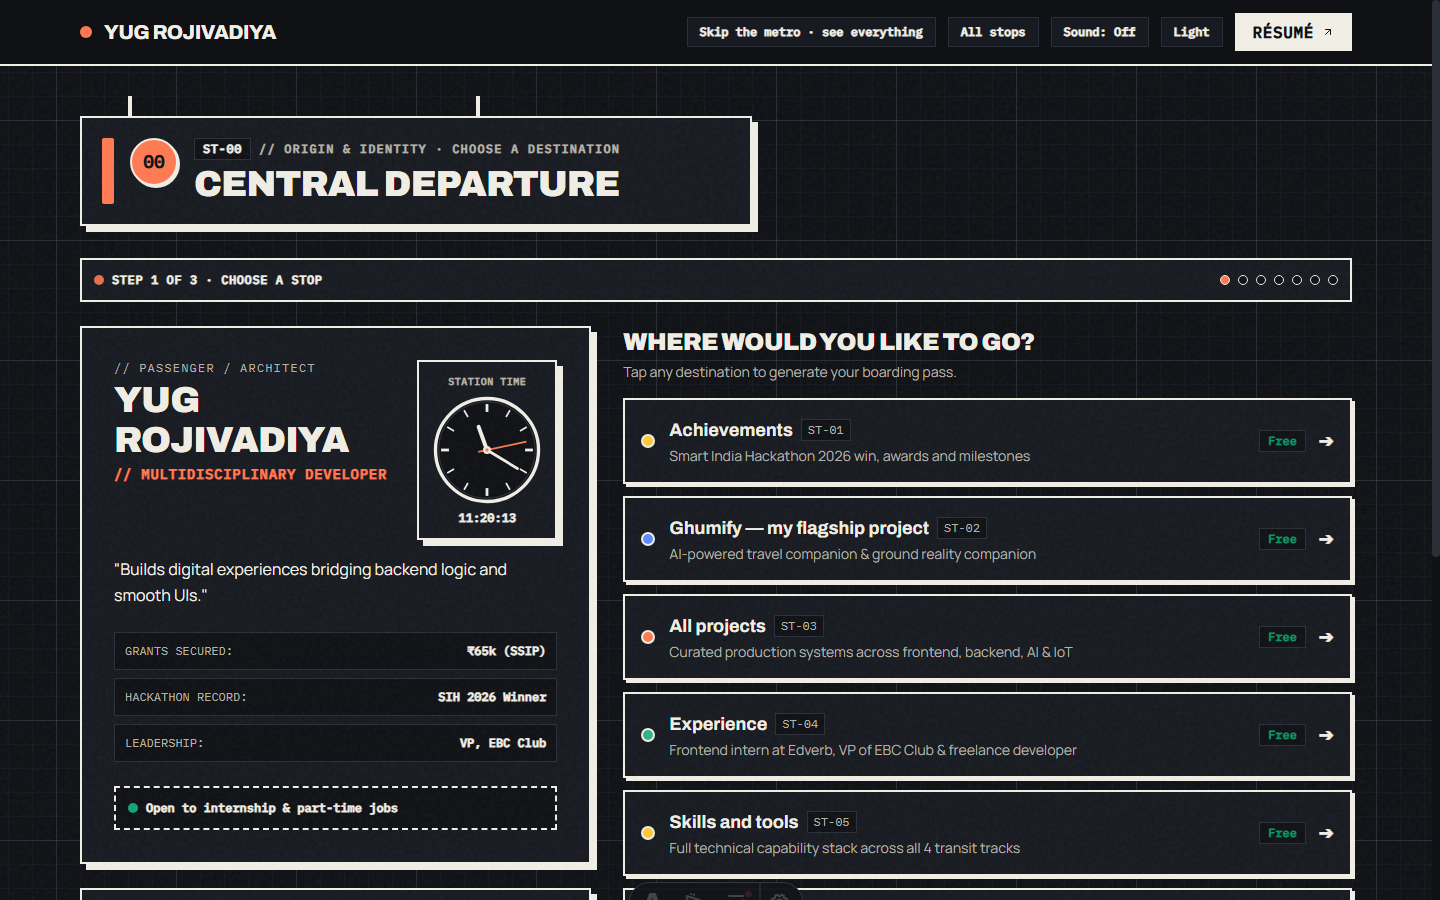 YUG ROJIVADIYA
Skip the metro · see everything
All stops
Sound: Off
Light
RÉSUMÉ ↗
00
ST-00 // ORIGIN & IDENTITY · CHOOSE A DESTINATION
CENTRAL DEPARTURE
STEP 1 OF 3 · CHOOSE A STOP
// PASSENGER / ARCHITECT
YUG
ROJIVADIYA
// MULTIDISCIPLINARY DEVELOPER
STATION TIME
11:20:13
"Builds digital experiences bridging backend logic and
smooth UIs."
GRANTS SECURED: ₹65k (SSIP)
HACKATHON RECORD: SIH 2026 Winner
LEADERSHIP: VP, EBC Club
Open to internship & part-time jobs
WHERE WOULD YOU LIKE TO GO?
Tap any destination to generate your boarding pass.
Achievements ST-01
Smart India Hackathon 2026 win, awards and milestones
Free →
Ghumify — my flagship project ST-02
AI-powered travel companion & ground reality companion
Free →
All projects ST-03
Curated production systems across frontend, backend, AI & IoT
Free →
Experience ST-04
Frontend intern at Edverb, VP of EBC Club & freelance developer
Free →
Skills and tools ST-05
Full technical capability stack across all 4 transit tracks
Free →